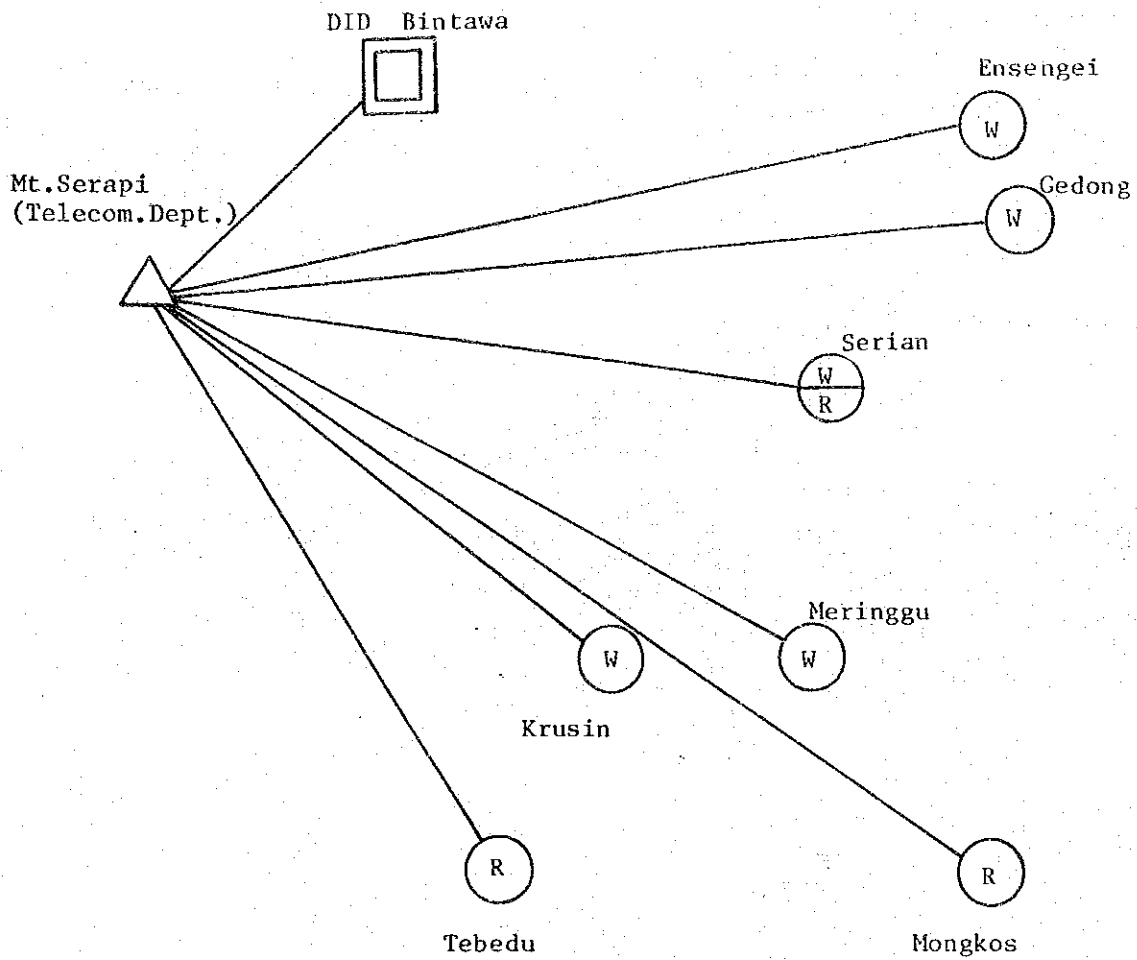 DID Bintawa
Ensengei
W
Mt.Serapi
(Telecom.Dept.)
Gedong
W
Serian
W
R
Meringgu
W
W
Krusin
R
Tebedu
R
Mongkos